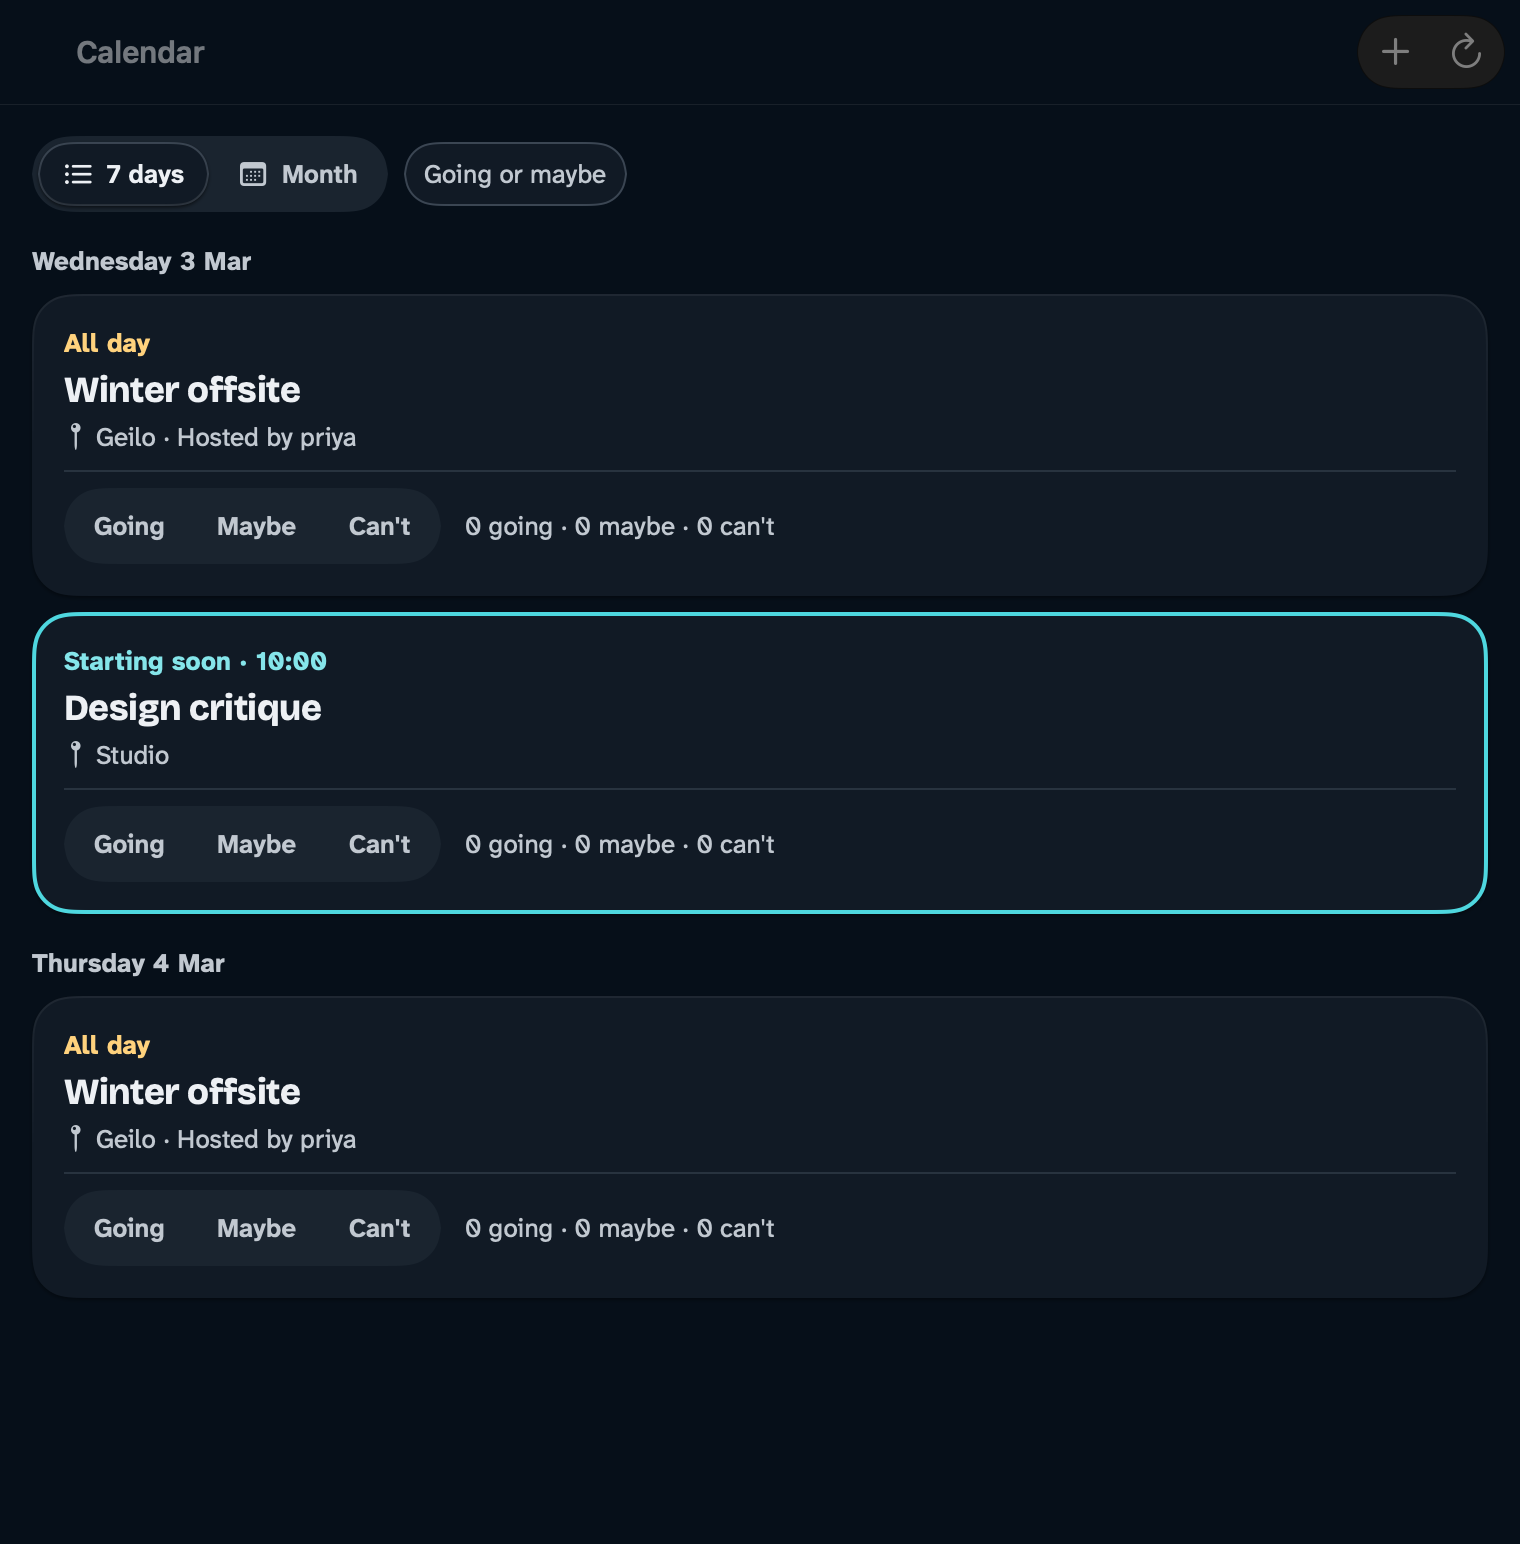 Calendar
7 days
Month
Going or maybe
Wednesday 3 Mar
All day
Winter offsite
Geilo · Hosted by priya
Going Maybe Can't 0 going · 0 maybe · 0 can't
Starting soon · 10:00
Design critique
Studio
Going Maybe Can't 0 going · 0 maybe · 0 can't
Thursday 4 Mar
All day
Winter offsite
Geilo · Hosted by priya
Going Maybe Can't 0 going · 0 maybe · 0 can't